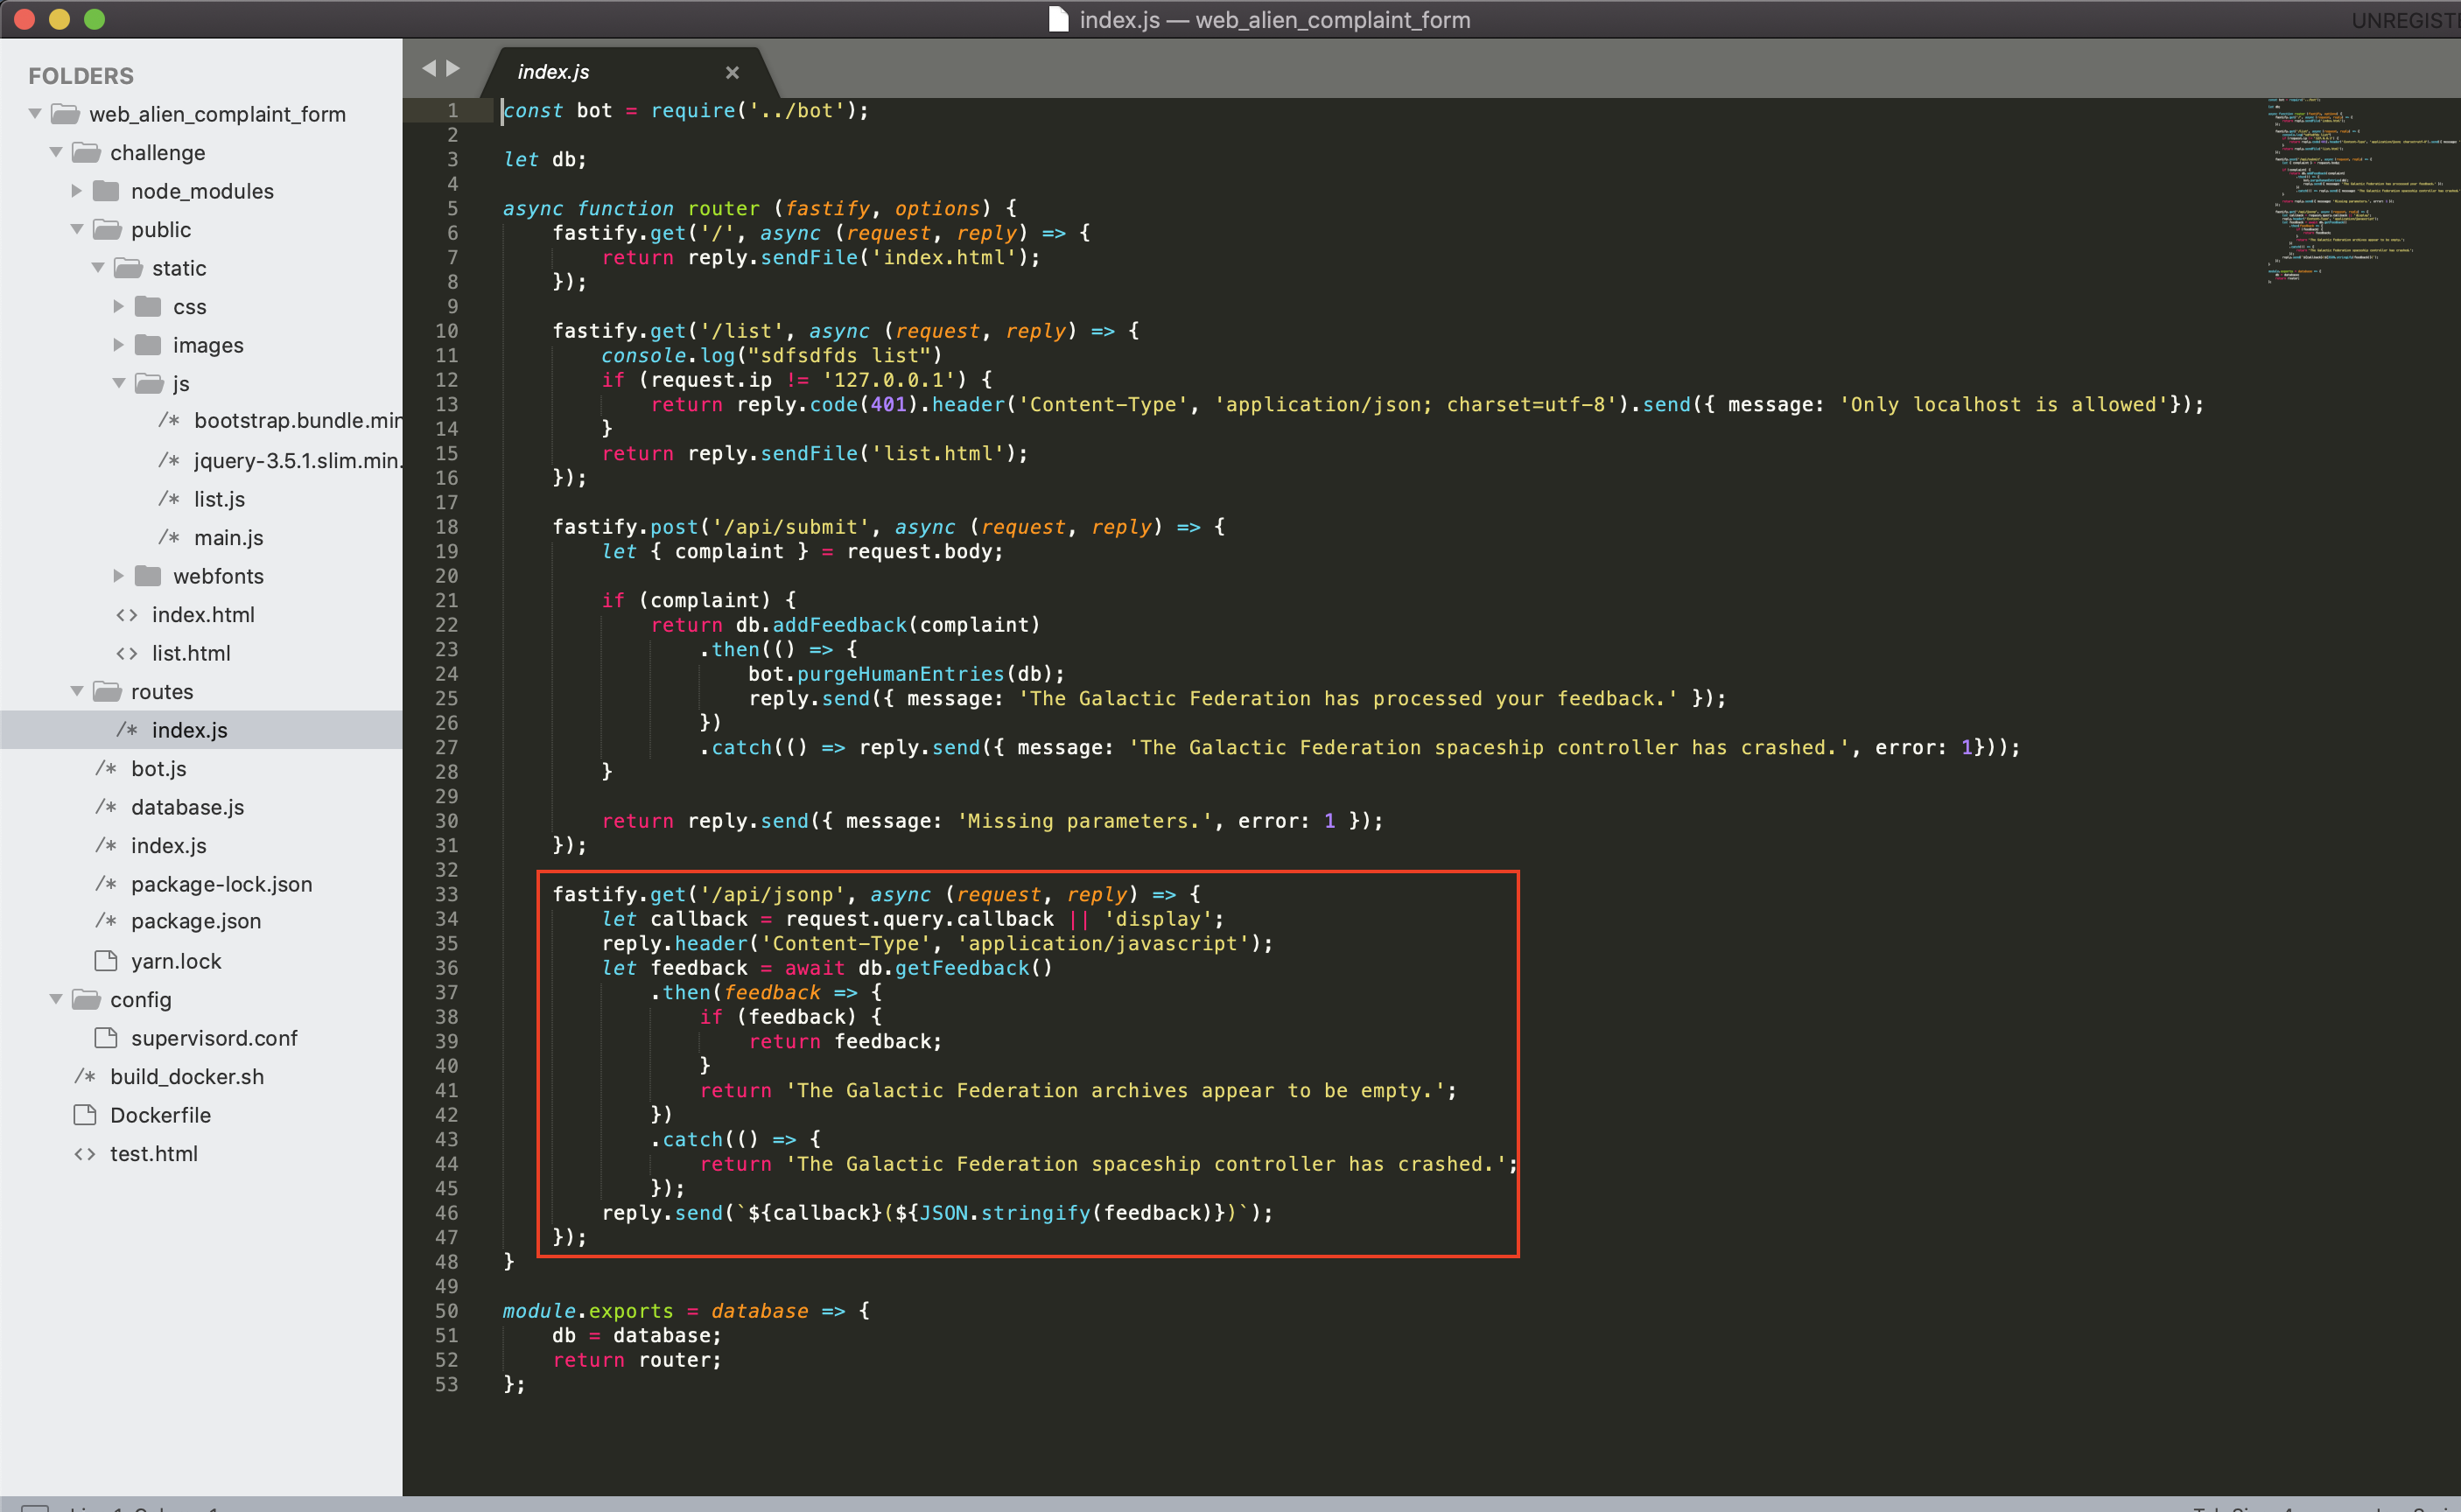 index.js — web_alien_complaint_form
UNREGIST
FOLDERS
web_alien_complaint_form
challenge
node_modules
public
static
css
images
js
/* bootstrap.bundle.min
/* jquery-3.5.1.slim.min.
/* list.js
/* main.js
webfonts
<> index.html
<> list.html
routes
/* index.js
/* bot.js
/* database.js
/* index.js
/* package-lock.json
/* package.json
yarn.lock
config
supervisord.conf
/* build_docker.sh
Dockerfile
<> test.html
index.js ×
1 const bot = require('../bot');
2
3 let db;
4
5 async function router (fastify, options) {
6     fastify.get('/', async (request, reply) => {
7         return reply.sendFile('index.html');
8     });
9
10     fastify.get('/list', async (request, reply) => {
11         console.log("sdfsdfds list")
12         if (request.ip != '127.0.0.1') {
13             return reply.code(401).header('Content-Type', 'application/json; charset=utf-8').send({ message: 'Only localhost is allowed'});
14         }
15         return reply.sendFile('list.html');
16     });
17
18     fastify.post('/api/submit', async (request, reply) => {
19         let { complaint } = request.body;
20
21         if (complaint) {
22             return db.addFeedback(complaint)
23                 .then(() => {
24                     bot.purgeHumanEntries(db);
25                     reply.send({ message: 'The Galactic Federation has processed your feedback.' });
26                 })
27                 .catch(() => reply.send({ message: 'The Galactic Federation spaceship controller has crashed.', error: 1}));
28         }
29
30         return reply.send({ message: 'Missing parameters.', error: 1 });
31     });
32
33     fastify.get('/api/jsonp', async (request, reply) => {
34         let callback = request.query.callback || 'display';
35         reply.header('Content-Type', 'application/javascript');
36         let feedback = await db.getFeedback()
37             .then(feedback => {
38                 if (feedback) {
39                     return feedback;
40                 }
41                 return 'The Galactic Federation archives appear to be empty.';
42             })
43             .catch(() => {
44                 return 'The Galactic Federation spaceship controller has crashed.';
45             });
46         reply.send(`${callback}(${JSON.stringify(feedback)})`);
47     });
48 }
49
50 module.exports = database => {
51     db = database;
52     return router;
53 };